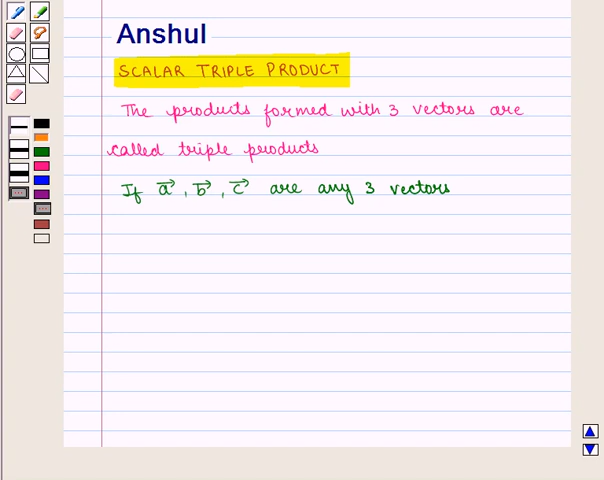 Anshul
SCALAR TRIPLE PRODUCT
The products formed with 3 vectors are
called triple products
If a⃗, b⃗, c⃗ are any 3 vectors